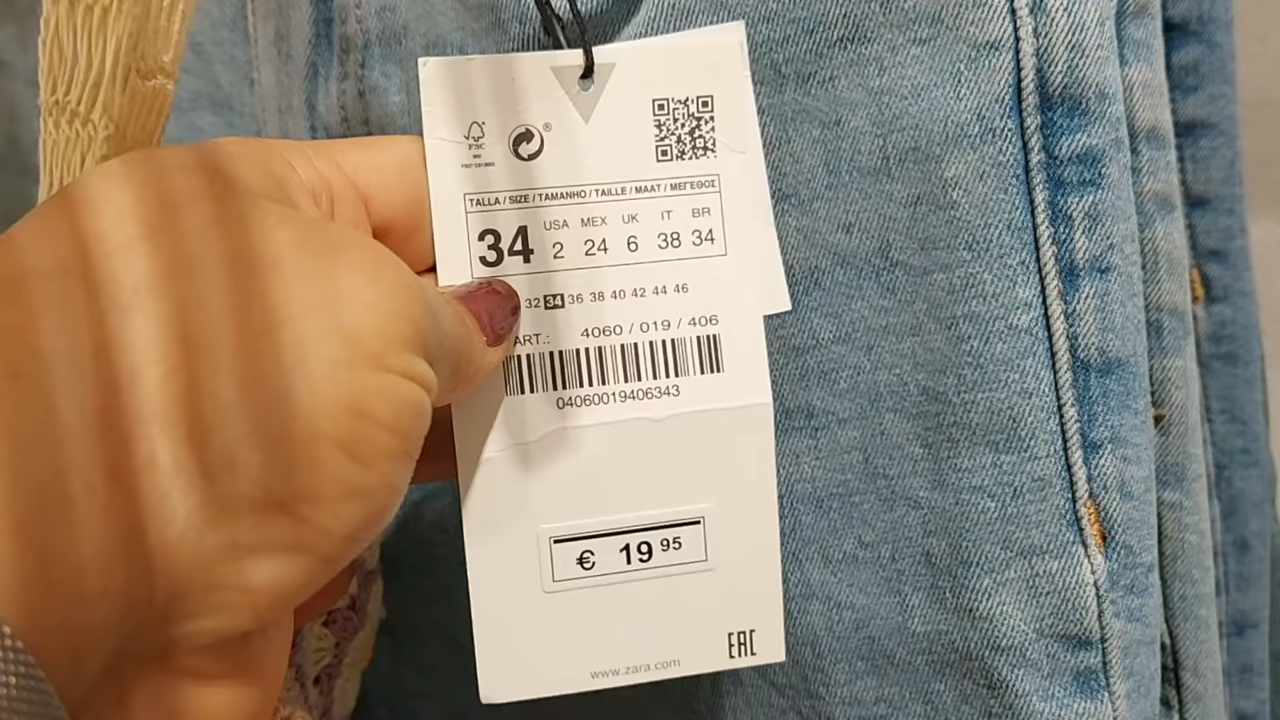 FSC
®
TALLA / SIZE / TAMANHO / TAILLE / MAAT / ΜΕΓΕΘΟΣ
USA MEX UK IT BR
34 2 24 6 38 34
32 34 36 38 40 42 44 46
ART.: 4060 / 019 / 406
04060019406343
€ 19 95
EAC
www.zara.com